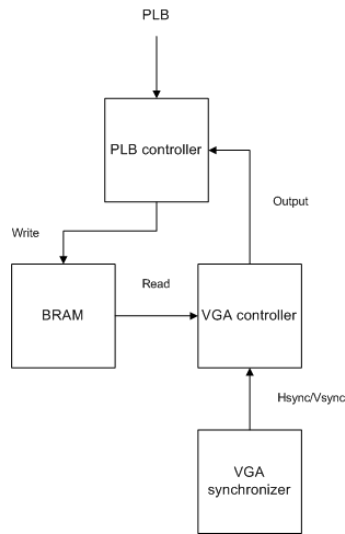 PLB
PLB controller
Output
Write
Read
BRAM
VGA controller
Hsync/Vsync
VGA
synchronizer